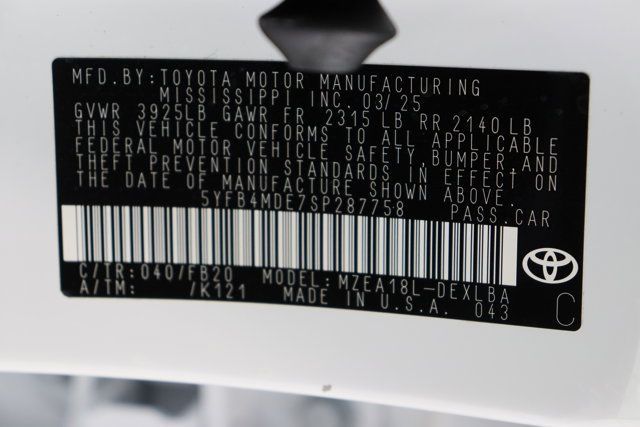 MFD. BY: TOYOTA MOTOR MANUFACTURING
MISSISSIPPI INC. 03/25
GVWR 3925LB GAWR FR 2315 LB RR 2140 LB
THIS VEHICLE CONFORMS TO ALL APPLICABLE
FEDERAL MOTOR VEHICLE SAFETY, BUMPER, AND
THEFT PREVENTION STANDARDS IN EFFECT ON
THE DATE OF MANUFACTURE SHOWN ABOVE.
5YFB4MDE7SP287758 PASS. CAR
C/TR: 040/FB20 MODEL: MZEA18L-DEXLBA
A/TM: /K121 MADE IN U.S.A. 043
C